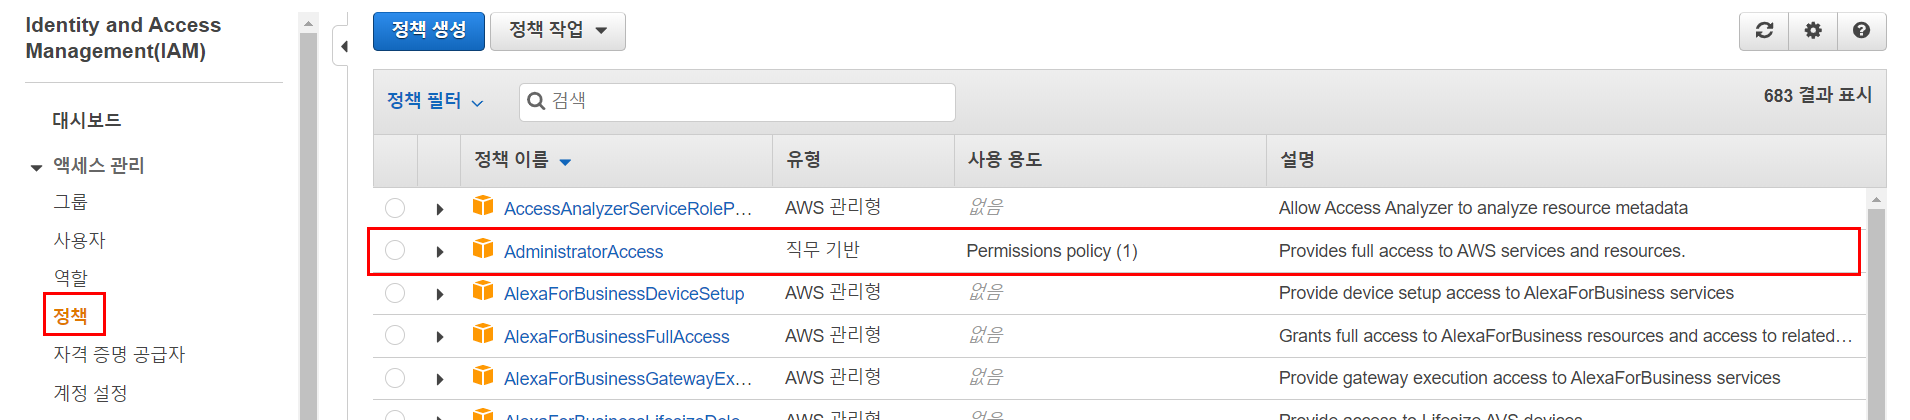 Identity and Access
Management(IAM)
대시보드
액세스 관리
그룹
사용자
역할
정책
자격 증명 공급자
계정 설정
정책 생성
정책 작업
정책 필터
검색
683 결과 표시
정책 이름 유형 사용 용도 설명
AccessAnalyzerServiceRoleP… AWS 관리형 없음 Allow Access Analyzer to analyze resource metadata
AdministratorAccess 직무 기반 Permissions policy (1) Provides full access to AWS services and resources.
AlexaForBusinessDeviceSetup AWS 관리형 없음 Provide device setup access to AlexaForBusiness services
AlexaForBusinessFullAccess AWS 관리형 없음 Grants full access to AlexaForBusiness resources and access to related…
AlexaForBusinessGatewayEx… AWS 관리형 없음 Provide gateway execution access to AlexaForBusiness services
AlexaForBusinessLifesizeDele… AWS 관리형 없음 Provide access to Lifesize AVS devices